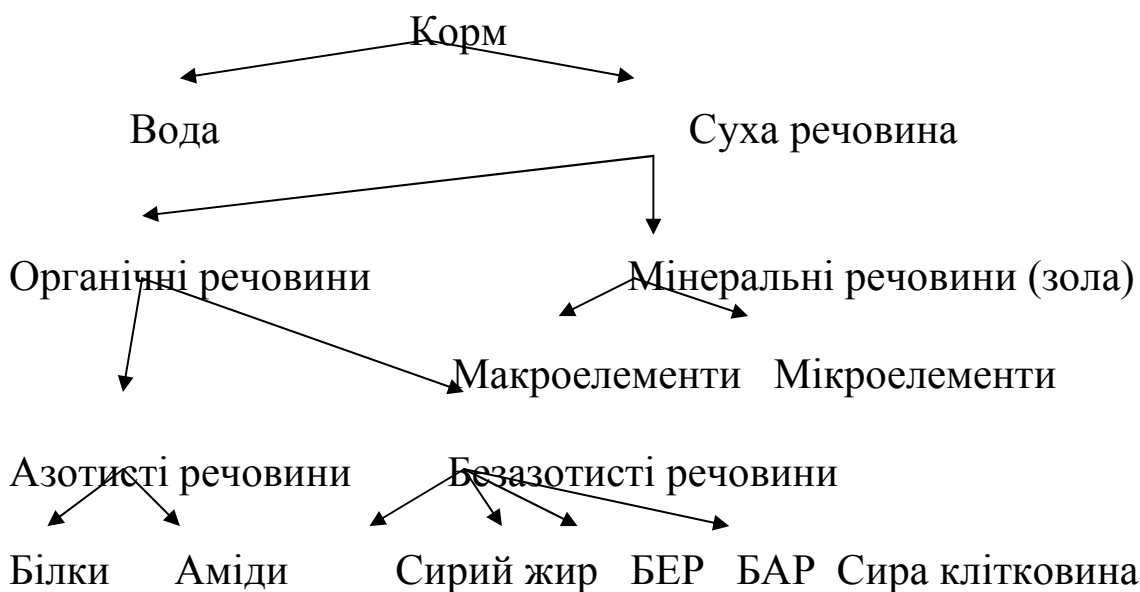 Корм
Вода Суха речовина
Органічні речовини Мінеральні речовини (зола)
Макроелементи Мікроелементи
Азотисті речовини Безазотисті речовини
Білки Аміди Сирий жир БЕР БАР Сира клітковина